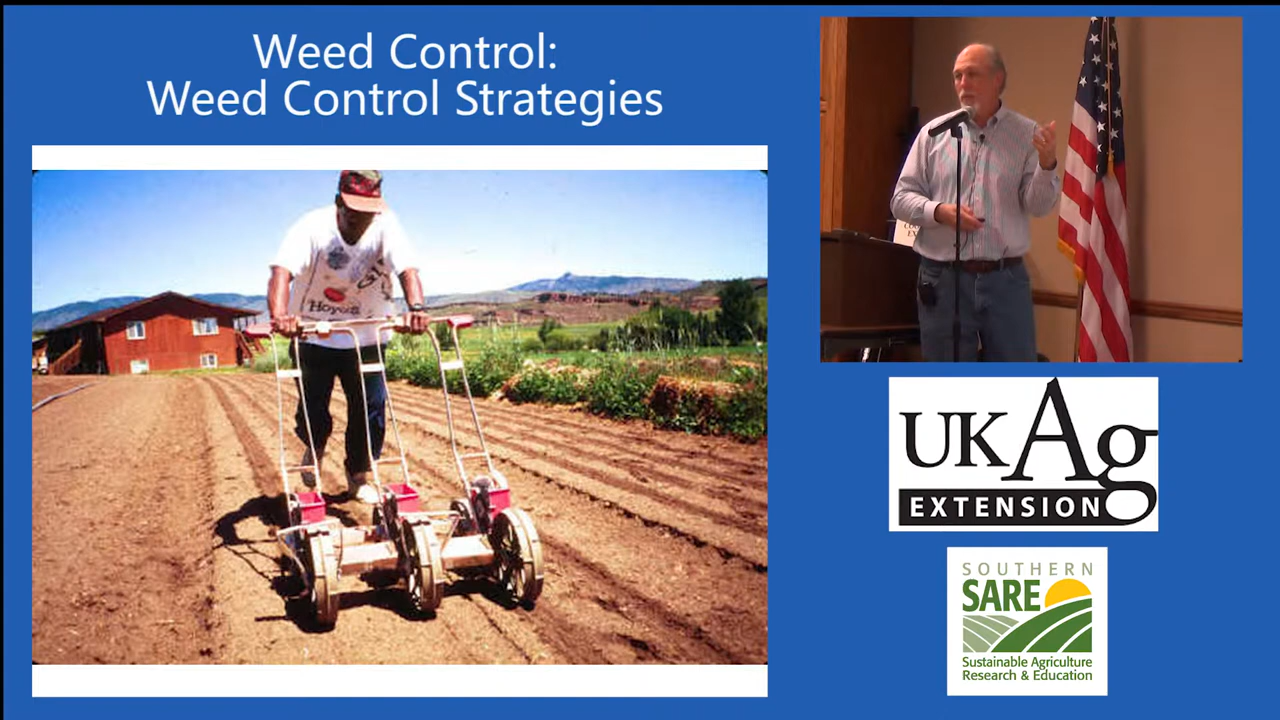 Weed Control:
Weed Control Strategies
Hoyos
UKAg
EXTENSION
SOUTHERN
SARE
Sustainable Agriculture
Research & Education